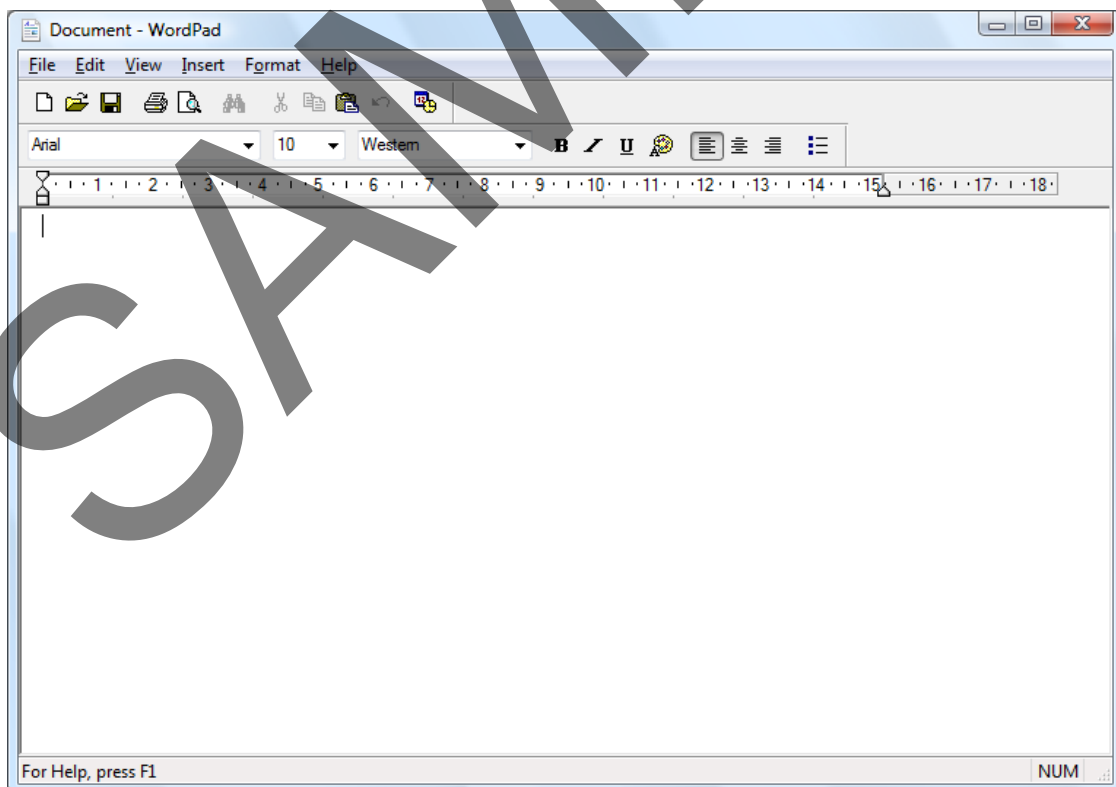 Document - WordPad
File Edit View Insert Format Help
Arial 10 Western B I U
1 2 3 4 5 6 7 8 9 10 11 12 13 14 15 16 17 18
For Help, press F1 NUM
SAM